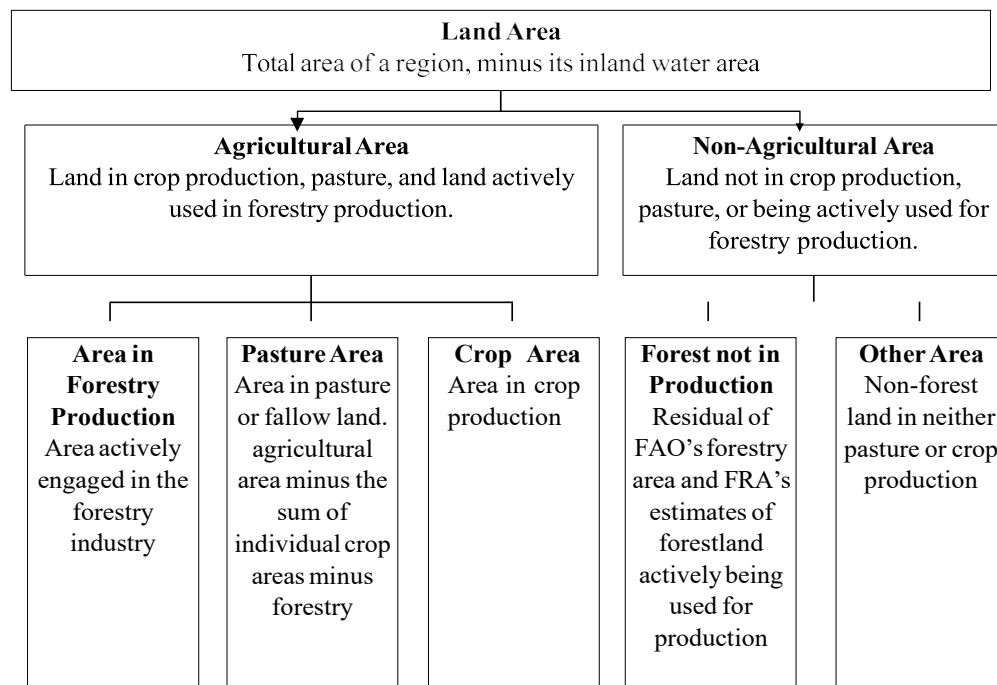 Land Area
Total area of a region, minus its inland water area
Agricultural Area
Land in crop production, pasture, and land actively
used in forestry production.
Non-Agricultural Area
Land not in crop production,
pasture, or being actively used for
forestry production.
Area in
Forestry
Production
Area actively
engaged in the
forestry
industry
Pasture Area
Area in pasture
or fallow land.
agricultural
area minus the
sum of
individual crop
areas minus
forestry
Crop Area
Area in crop
production
Forest not in
Production
Residual of
FAO’s forestry
area and FRA’s
estimates of
forestland
actively being
used for
production
Other Area
Non-forest
land in neither
pasture or crop
production